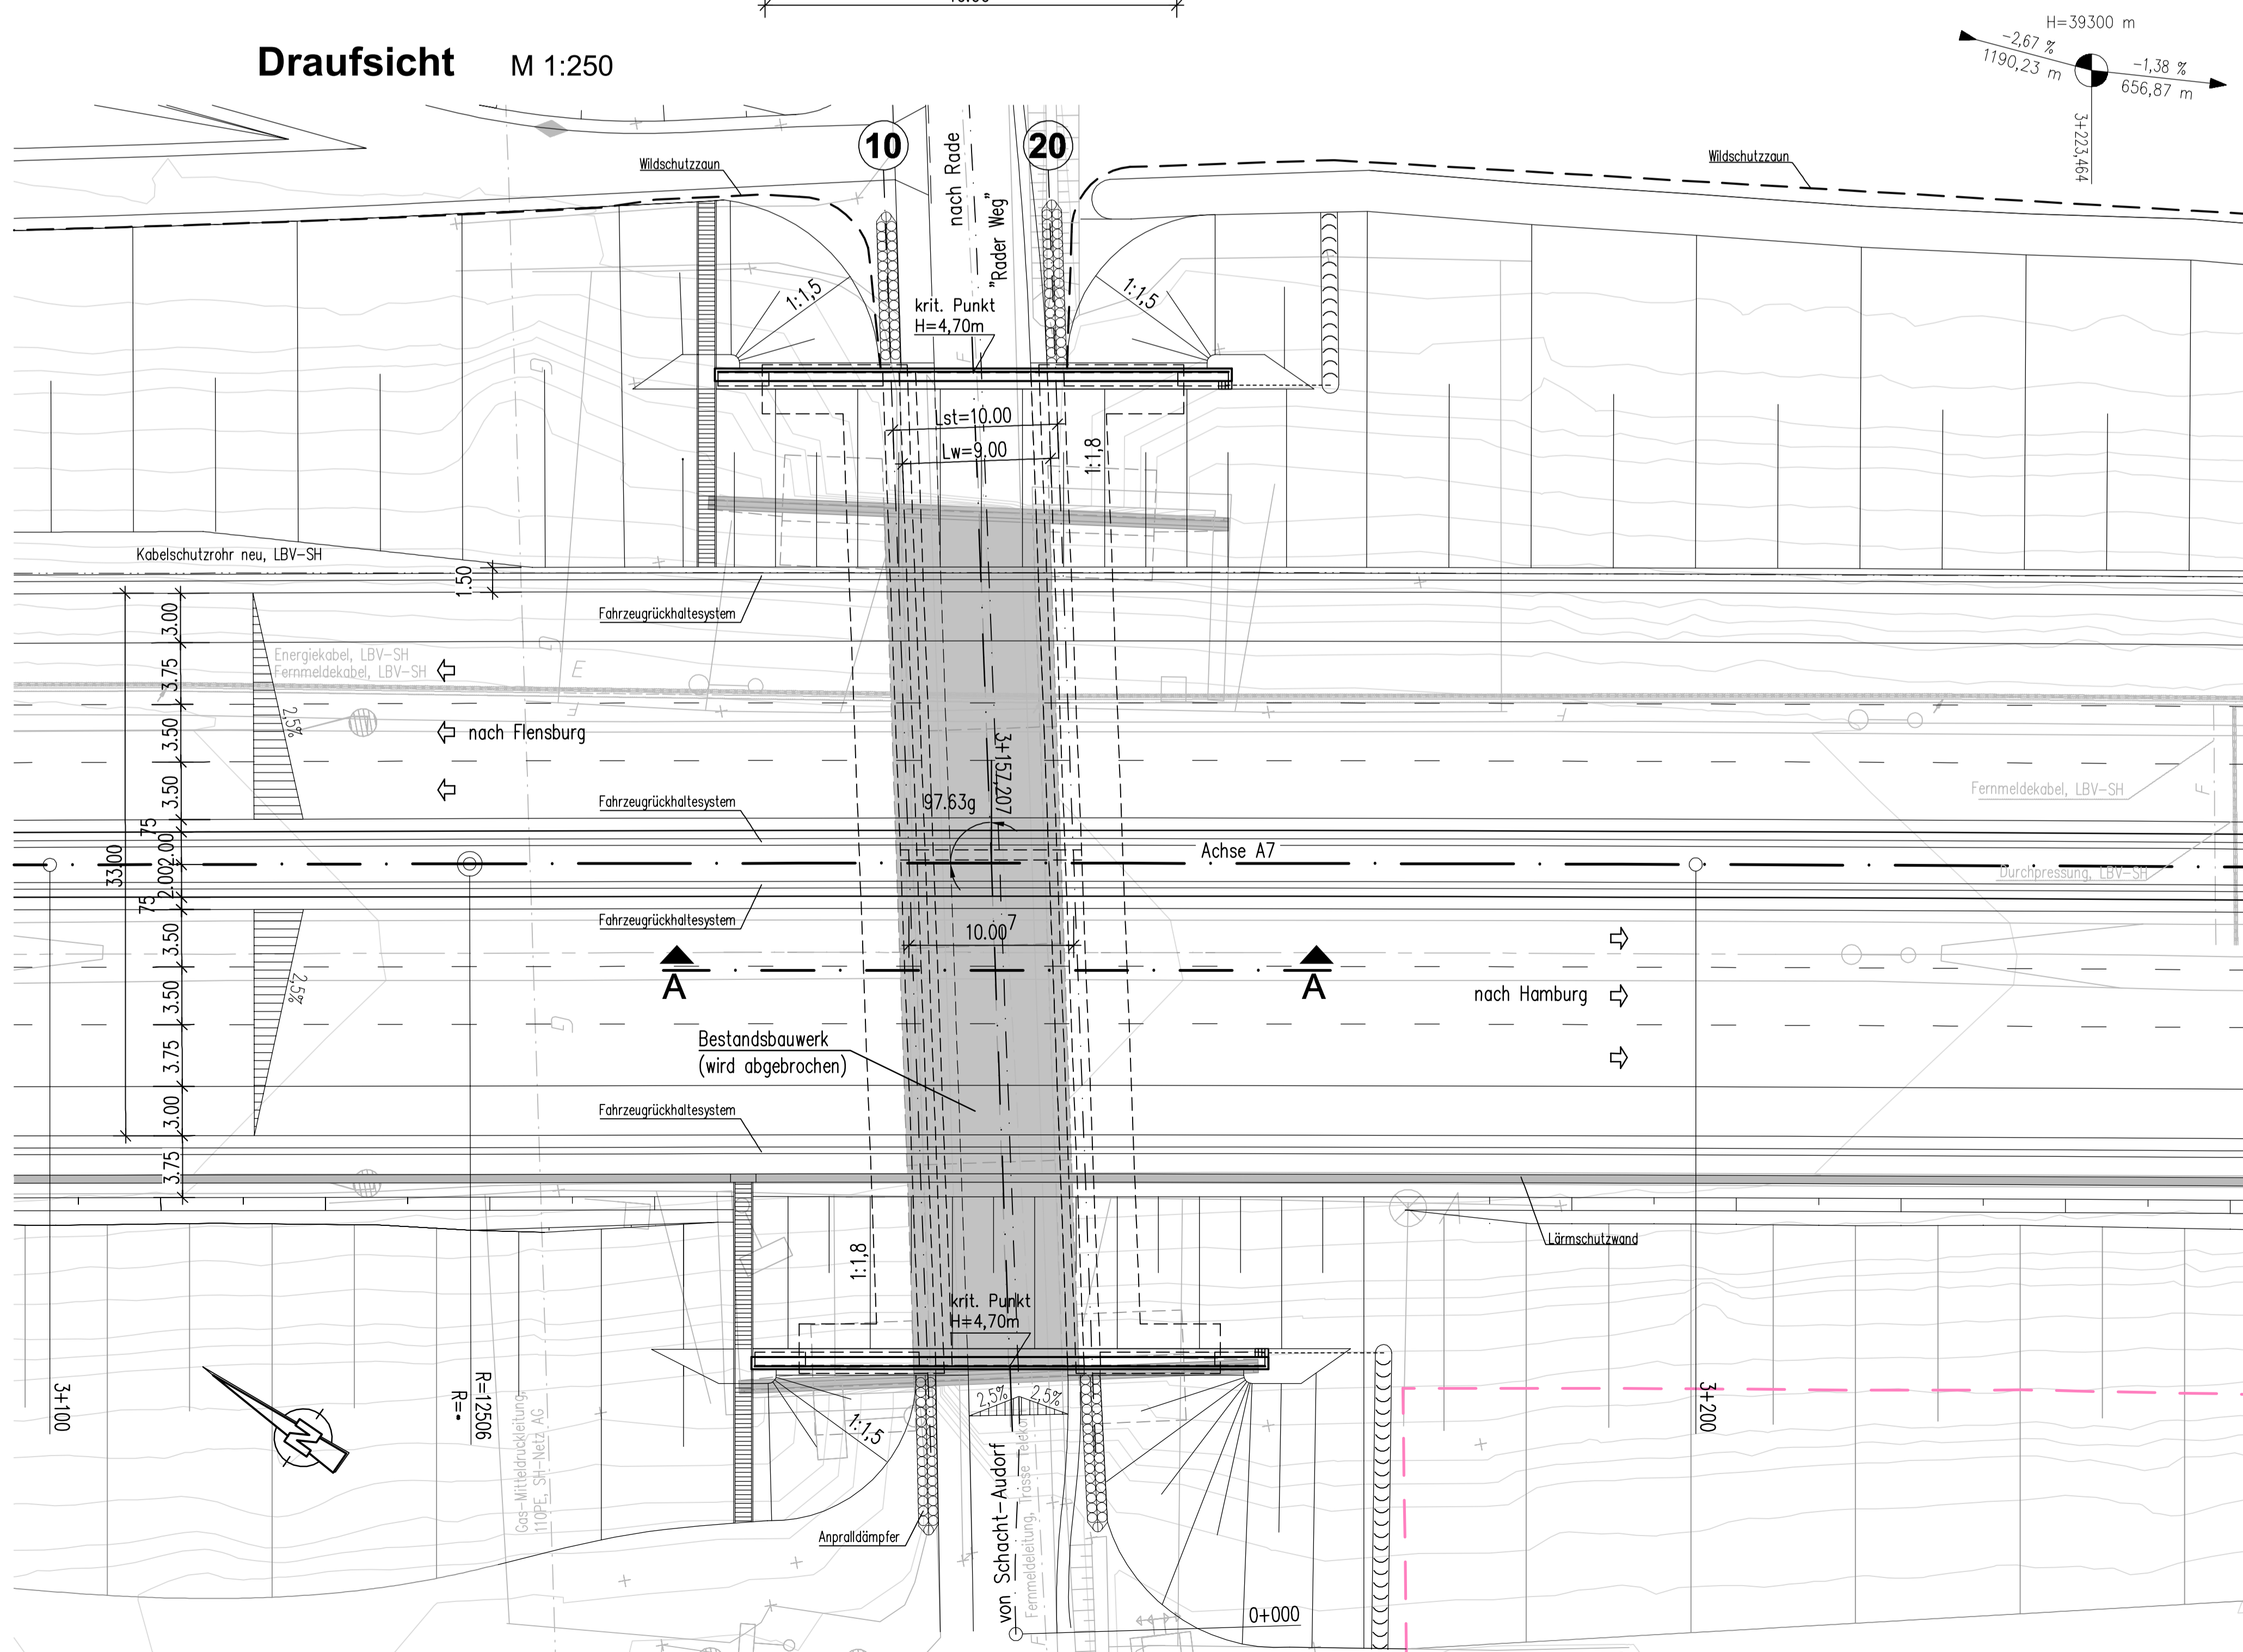 Draufsicht M 1:250
H=39300 m
-2,67 %
1190,23 m
-1,38 %
656,87 m
3+223,464
10
20
nach Rade
"Rader Weg"
Wildschutzzaun
Wildschutzzaun
1:1,5
1:1,5
krit. Punkt
H=4,70m
Lst=10.00
Lw=9.00
1:1,8
Kabelschutzrohr neu, LBV-SH
1.50
Fahrzeugrückhaltesystem
Energiekabel, LBV-SH
Fernmeldekabel, LBV-SH
3.00
3.75
3.50
3.50
75
2.00
2.00
75
3.50
3.50
3.75
3.00
3.75
33.00
2,5%
2,5%
G
E
F
nach Flensburg
3+157,207
97.63g
Fahrzeugrückhaltesystem
Fernmeldekabel, LBV-SH
F
Achse A7
Durchpressung, LBV-SH
Fahrzeugrückhaltesystem
10.00⁷
A
A
nach Hamburg
G
Bestandsbauwerk
(wird abgebrochen)
Fahrzeugrückhaltesystem
Lärmschutzwand
1:1,8
krit. Punkt
H=4,70m
2,5%
2,5%
1:1,5
3+100
R=12506
R=∞
N
Gas-Mitteldruckleitung,
110PE, SH-Netz AG
3+200
Anpralldämpfer
von Schacht-Audorf
Fernmeldeleitung, Trasse Telekom
0+000